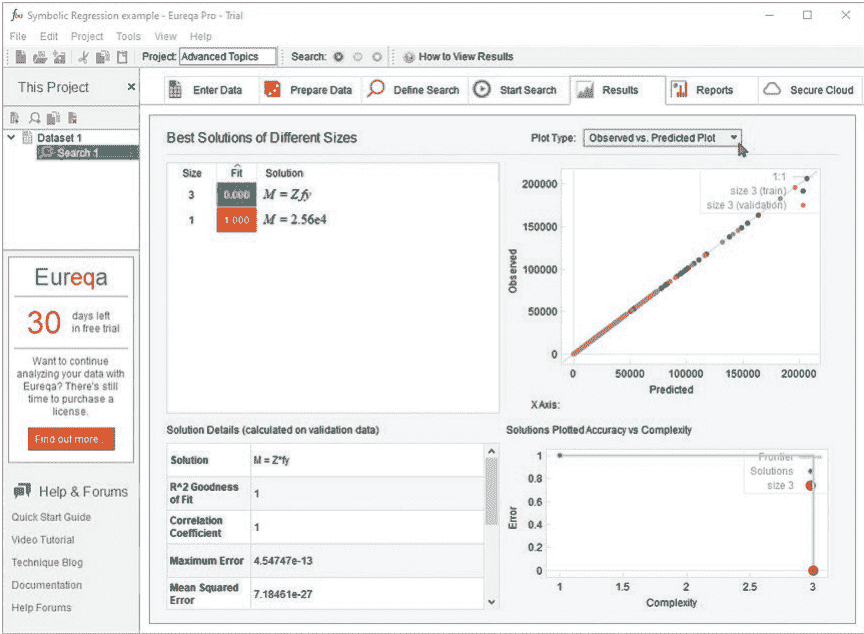 Symbolic Regression example - Eureqa Pro - Trial
File Edit Project Tools View Help
Project: Advanced Topics Search: How to View Results
This Project
Enter Data Prepare Data Define Search Start Search Results Reports Secure Cloud
Dataset 1
Search 1
Best Solutions of Different Sizes
Size Fit Solution
3 0.000 M = Zfy
1 1.000 M = 2.56e4
Plot Type: Observed vs. Predicted Plot
1:1
size 3 (train)
size 3 (validation)
200000
150000
100000
50000
0
Observed
0 50000 100000 150000 200000
Predicted
X Axis:
Eureqa
30 days left
in free trial
Want to continue
analyzing your data with
Eureqa? There's still
time to purchase a
license.
Find out more...
Help & Forums
Quick Start Guide
Video Tutorial
Technique Blog
Documentation
Help Forums
Solution Details (calculated on validation data)
Solution M = Z*fy
R^2 Goodness
of Fit 1
Correlation
Coefficient 1
Maximum Error 4.54747e-13
Mean Squared
Error 7.18461e-27
Solutions Plotted Accuracy vs Complexity
Frontier
Solutions
size 3
1
0.8
0.6
0.4
0.2
0
Error
1 1.5 2 2.5 3
Complexity